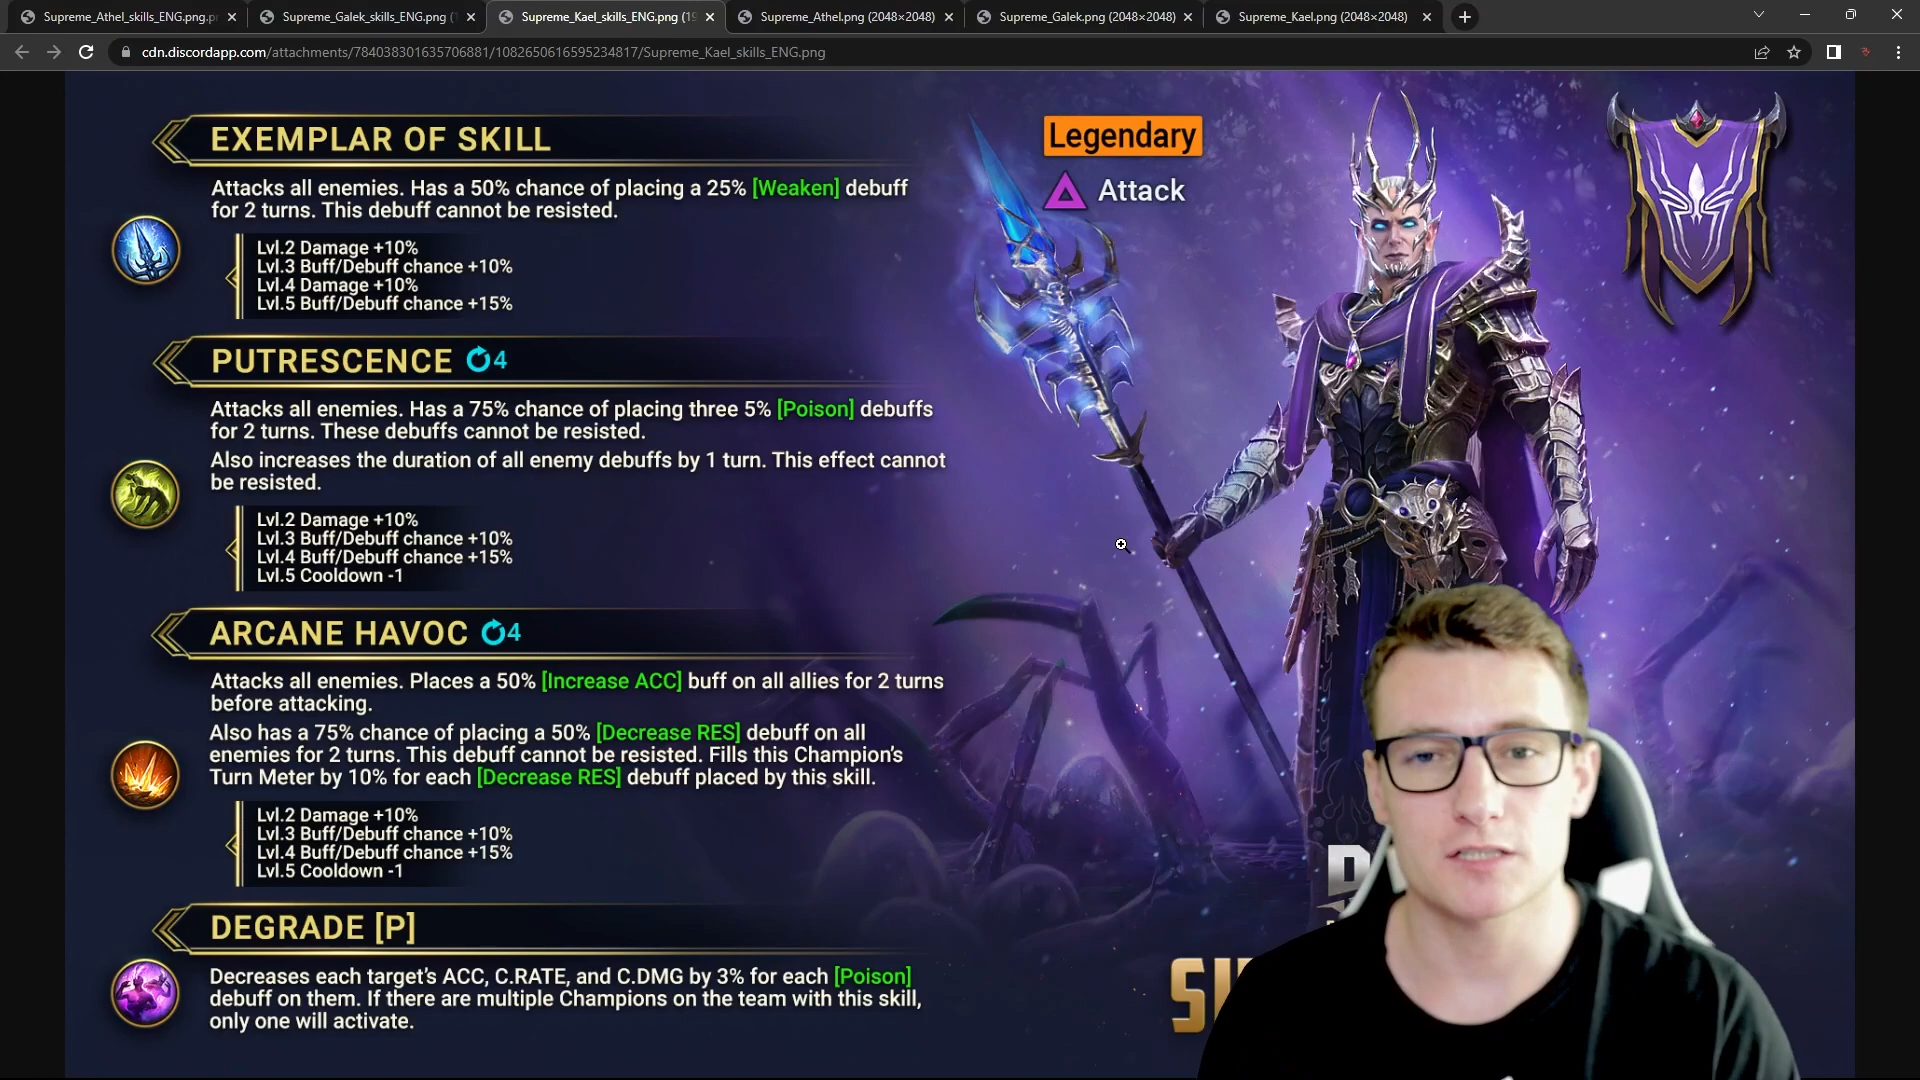 Supreme_Athel_skills_ENG.png
Supreme_Galek_skills_ENG.png (
Supreme_Kael_skills_ENG.png (19
Supreme_Athel.png (2048×2048)
Supreme_Galek.png (2048×2048)
Supreme_Kael.png (2048×2048)
cdn.discordapp.com/attachments/784038301635706881/1082650616595234817/Supreme_Kael_skills_ENG.png
EXEMPLAR OF SKILL
Attacks all enemies. Has a 50% chance of placing a 25% [Weaken] debuff
for 2 turns. This debuff cannot be resisted.
Lvl.2 Damage +10%
Lvl.3 Buff/Debuff chance +10%
Lvl.4 Damage +10%
Lvl.5 Buff/Debuff chance +15%
Legendary
Attack
PUTRESCENCE 4
Attacks all enemies. Has a 75% chance of placing three 5% [Poison] debuffs
for 2 turns. These debuffs cannot be resisted.
Also increases the duration of all enemy debuffs by 1 turn. This effect cannot
be resisted.
Lvl.2 Damage +10%
Lvl.3 Buff/Debuff chance +10%
Lvl.4 Buff/Debuff chance +15%
Lvl.5 Cooldown -1
ARCANE HAVOC 4
Attacks all enemies. Places a 50% [Increase ACC] buff on all allies for 2 turns
before attacking.
Also has a 75% chance of placing a 50% [Decrease RES] debuff on all
enemies for 2 turns. This debuff cannot be resisted. Fills this Champion's
Turn Meter by 10% for each [Decrease RES] debuff placed by this skill.
Lvl.2 Damage +10%
Lvl.3 Buff/Debuff chance +10%
Lvl.4 Buff/Debuff chance +15%
Lvl.5 Cooldown -1
DEGRADE [P]
Decreases each target's ACC, C.RATE, and C.DMG by 3% for each [Poison]
debuff on them. If there are multiple Champions on the team with this skill,
only one will activate.